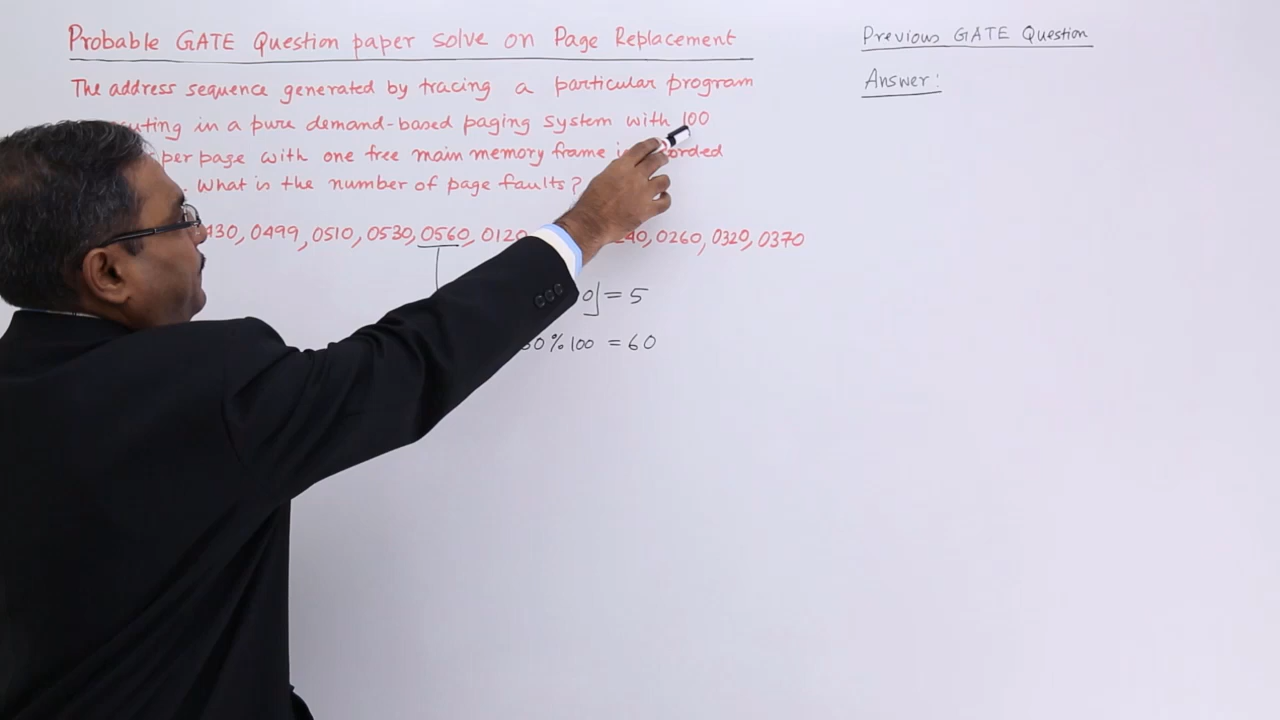 Probable GATE Question paper solve on Page Replacement
The address sequence generated by tracing a particular program
in a pure demand-based paging system with 100
per page with one free main memory frame
What is the number of page faults?
0499, 0510, 0530, 0560, 0120, 0260, 0320, 0370
= 5
%100 = 60
Previous GATE Question
Answer: